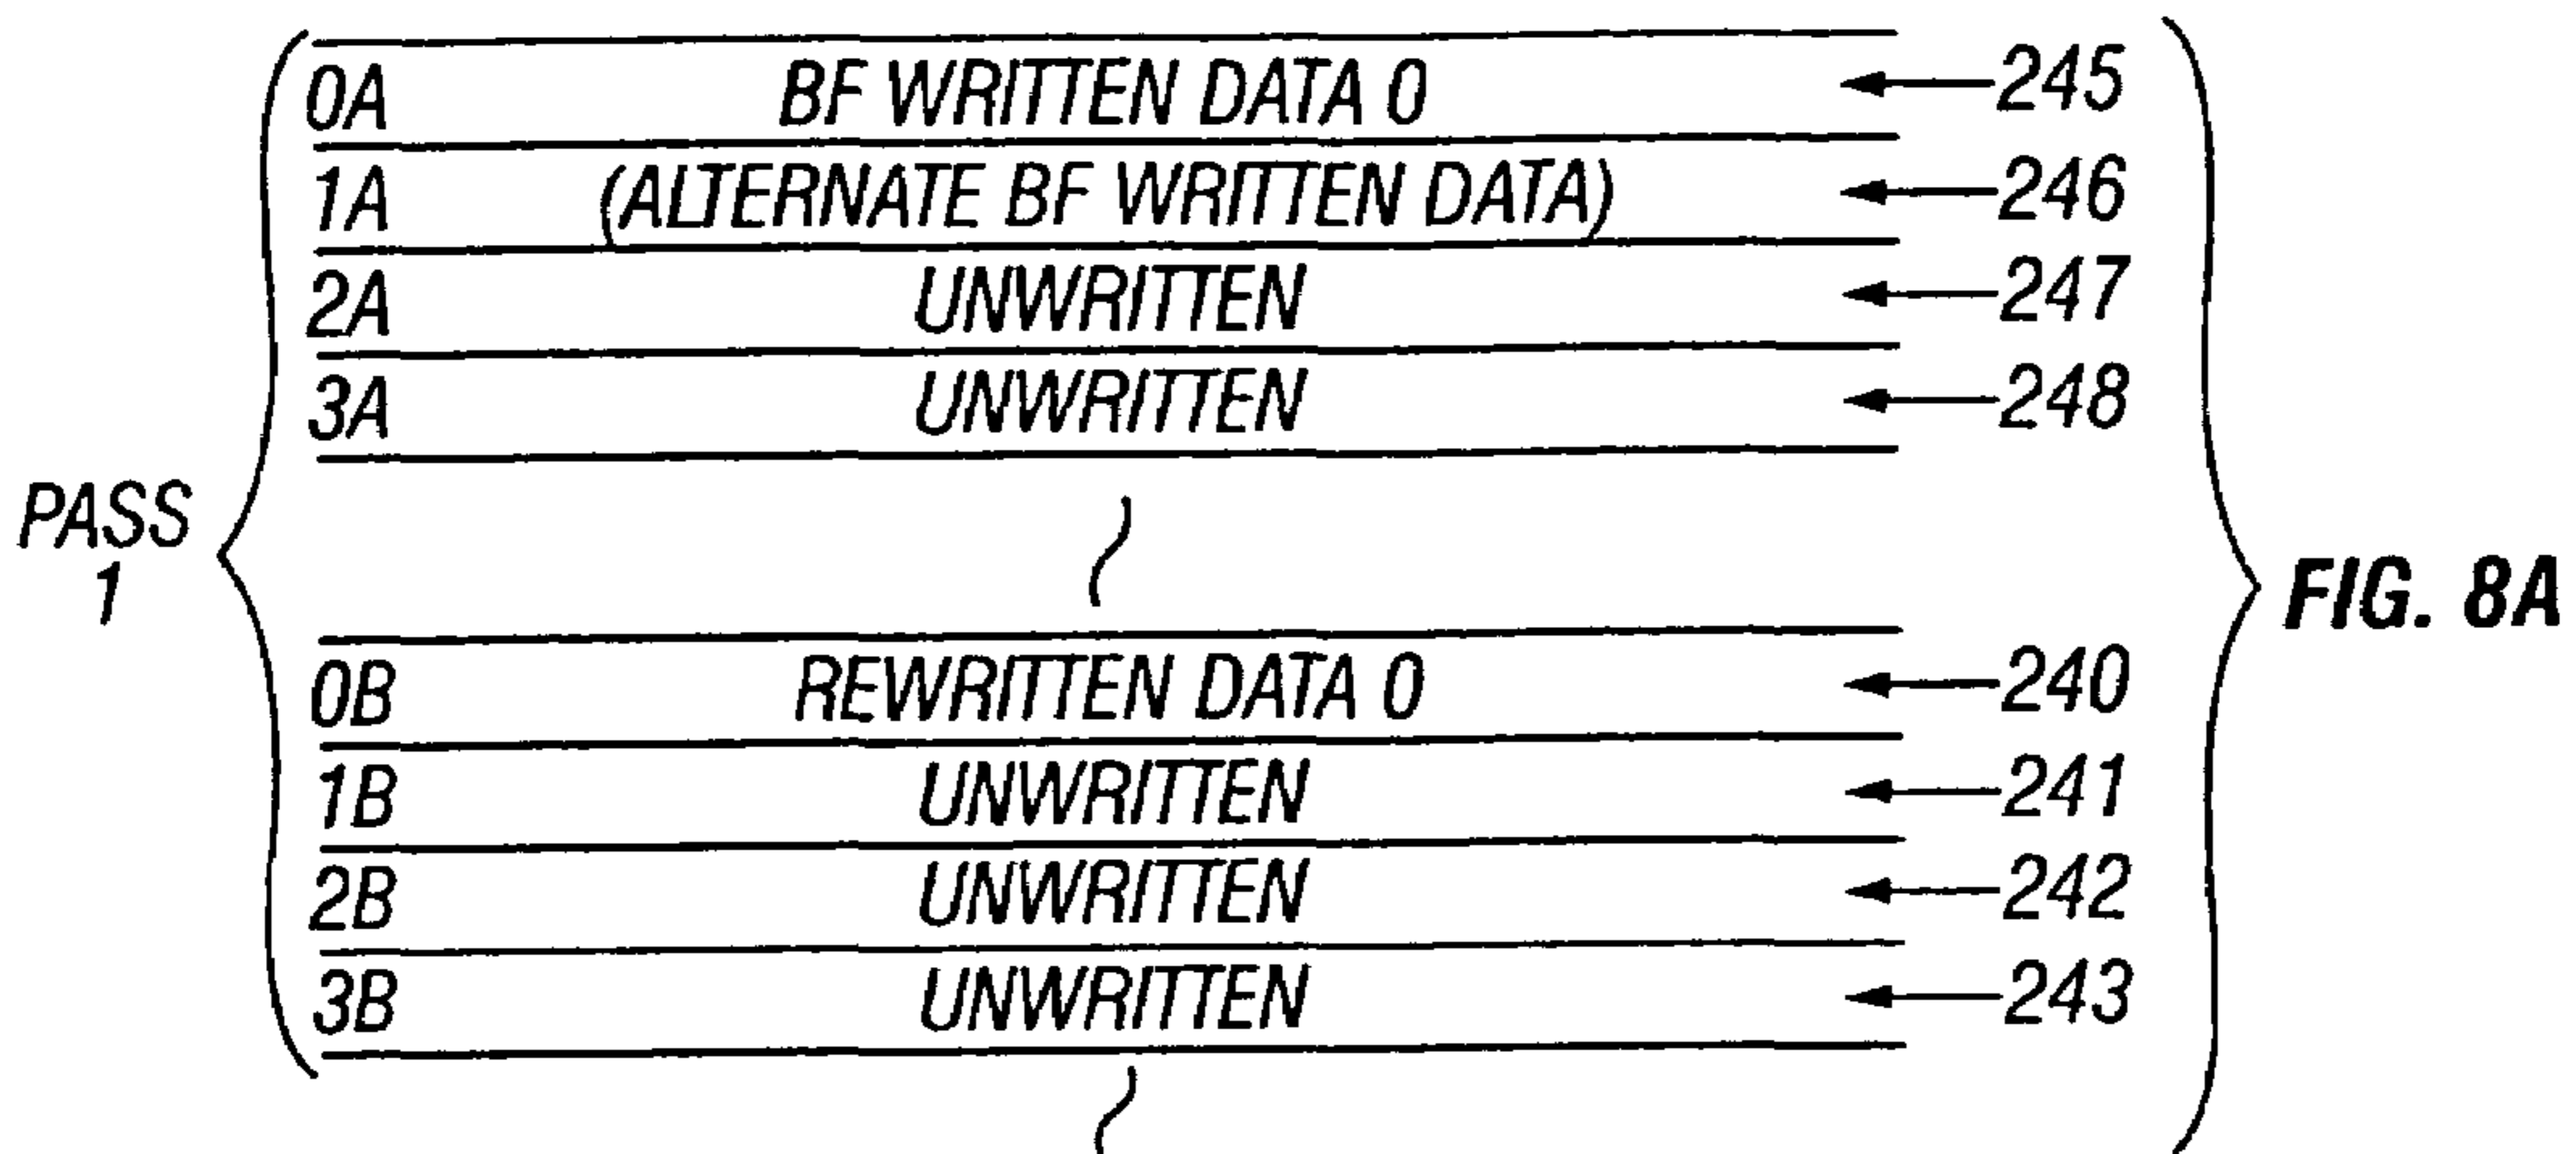 0A BF WRITTEN DATA 0 245
1A (ALTERNATE BF WRITTEN DATA) 246
2A UNWRITTEN 247
3A UNWRITTEN 248
PASS
1
FIG. 8A
0B REWRITTEN DATA 0 240
1B UNWRITTEN 241
2B UNWRITTEN 242
3B UNWRITTEN 243